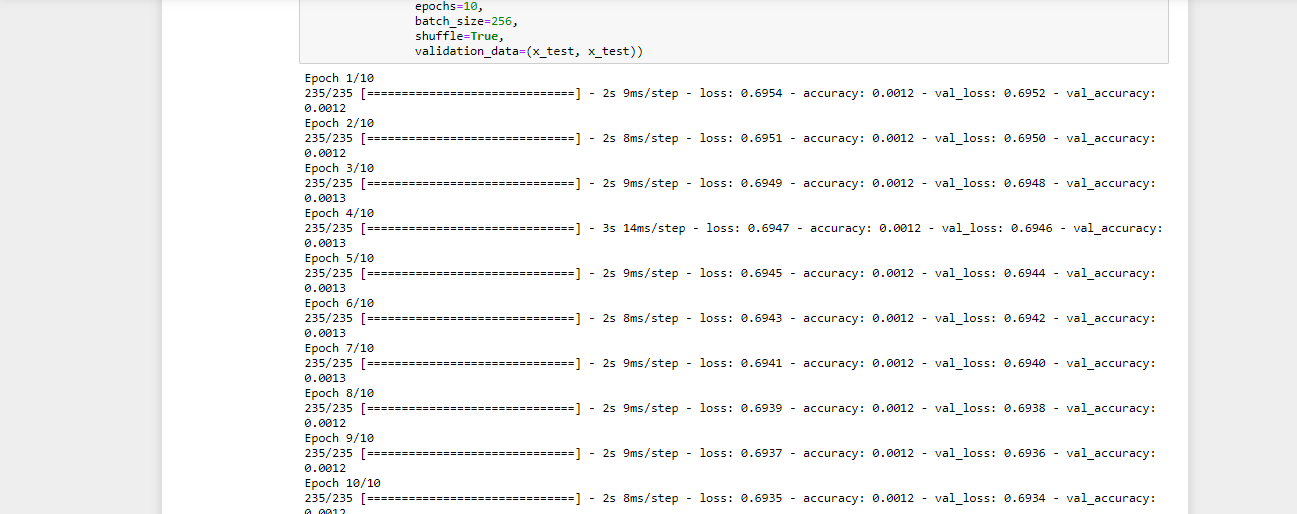 epochs=10,
batch_size=256,
shuffle=True,
validation_data=(x_test, x_test))
Epoch 1/10
235/235 [==============================] - 2s 9ms/step - loss: 0.6954 - accuracy: 0.0012 - val_loss: 0.6952 - val_accuracy:
0.0012
Epoch 2/10
235/235 [==============================] - 2s 8ms/step - loss: 0.6951 - accuracy: 0.0012 - val_loss: 0.6950 - val_accuracy:
0.0012
Epoch 3/10
235/235 [==============================] - 2s 9ms/step - loss: 0.6949 - accuracy: 0.0012 - val_loss: 0.6948 - val_accuracy:
0.0013
Epoch 4/10
235/235 [==============================] - 3s 14ms/step - loss: 0.6947 - accuracy: 0.0012 - val_loss: 0.6946 - val_accuracy:
0.0013
Epoch 5/10
235/235 [==============================] - 2s 9ms/step - loss: 0.6945 - accuracy: 0.0012 - val_loss: 0.6944 - val_accuracy:
0.0013
Epoch 6/10
235/235 [==============================] - 2s 8ms/step - loss: 0.6943 - accuracy: 0.0012 - val_loss: 0.6942 - val_accuracy:
0.0013
Epoch 7/10
235/235 [==============================] - 2s 9ms/step - loss: 0.6941 - accuracy: 0.0012 - val_loss: 0.6940 - val_accuracy:
0.0013
Epoch 8/10
235/235 [==============================] - 2s 9ms/step - loss: 0.6939 - accuracy: 0.0012 - val_loss: 0.6938 - val_accuracy:
0.0012
Epoch 9/10
235/235 [==============================] - 2s 9ms/step - loss: 0.6937 - accuracy: 0.0012 - val_loss: 0.6936 - val_accuracy:
0.0012
Epoch 10/10
235/235 [==============================] - 2s 8ms/step - loss: 0.6935 - accuracy: 0.0012 - val_loss: 0.6934 - val_accuracy:
0.0012